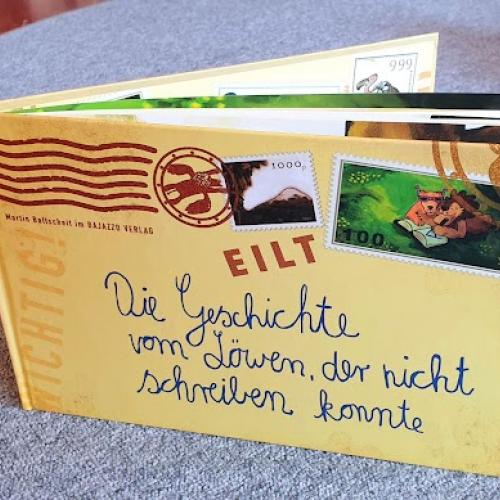 999
1000 p
Martin Baltscheit im BAJAZZO VERLAG
100
EILT
WICHTIG!
Die Geschichte
vom Löwen, der nicht
schreiben konnte